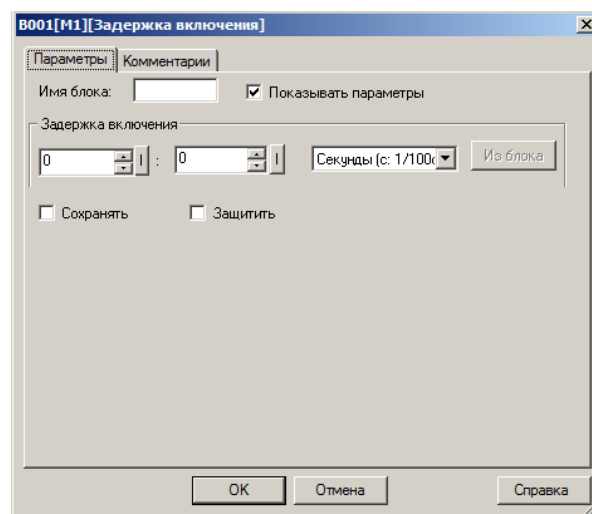 B001[M1][Задержка включения]
Параметры Комментарии
Имя блока: Показывать параметры
Задержка включения
0 : 0 Секунды (с: 1/100с Из блока
Сохранять Защитить
OK Отмена Справка